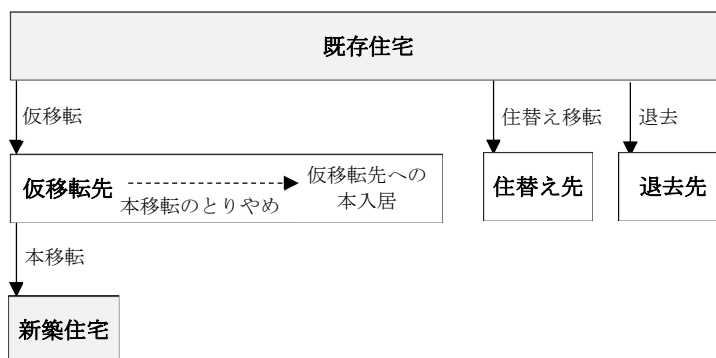 既存住宅
仮移転
住替え移転
退去
仮移転先
本移転のとりやめ
仮移転先への
本入居
住替え先
退去先
本移転
新築住宅